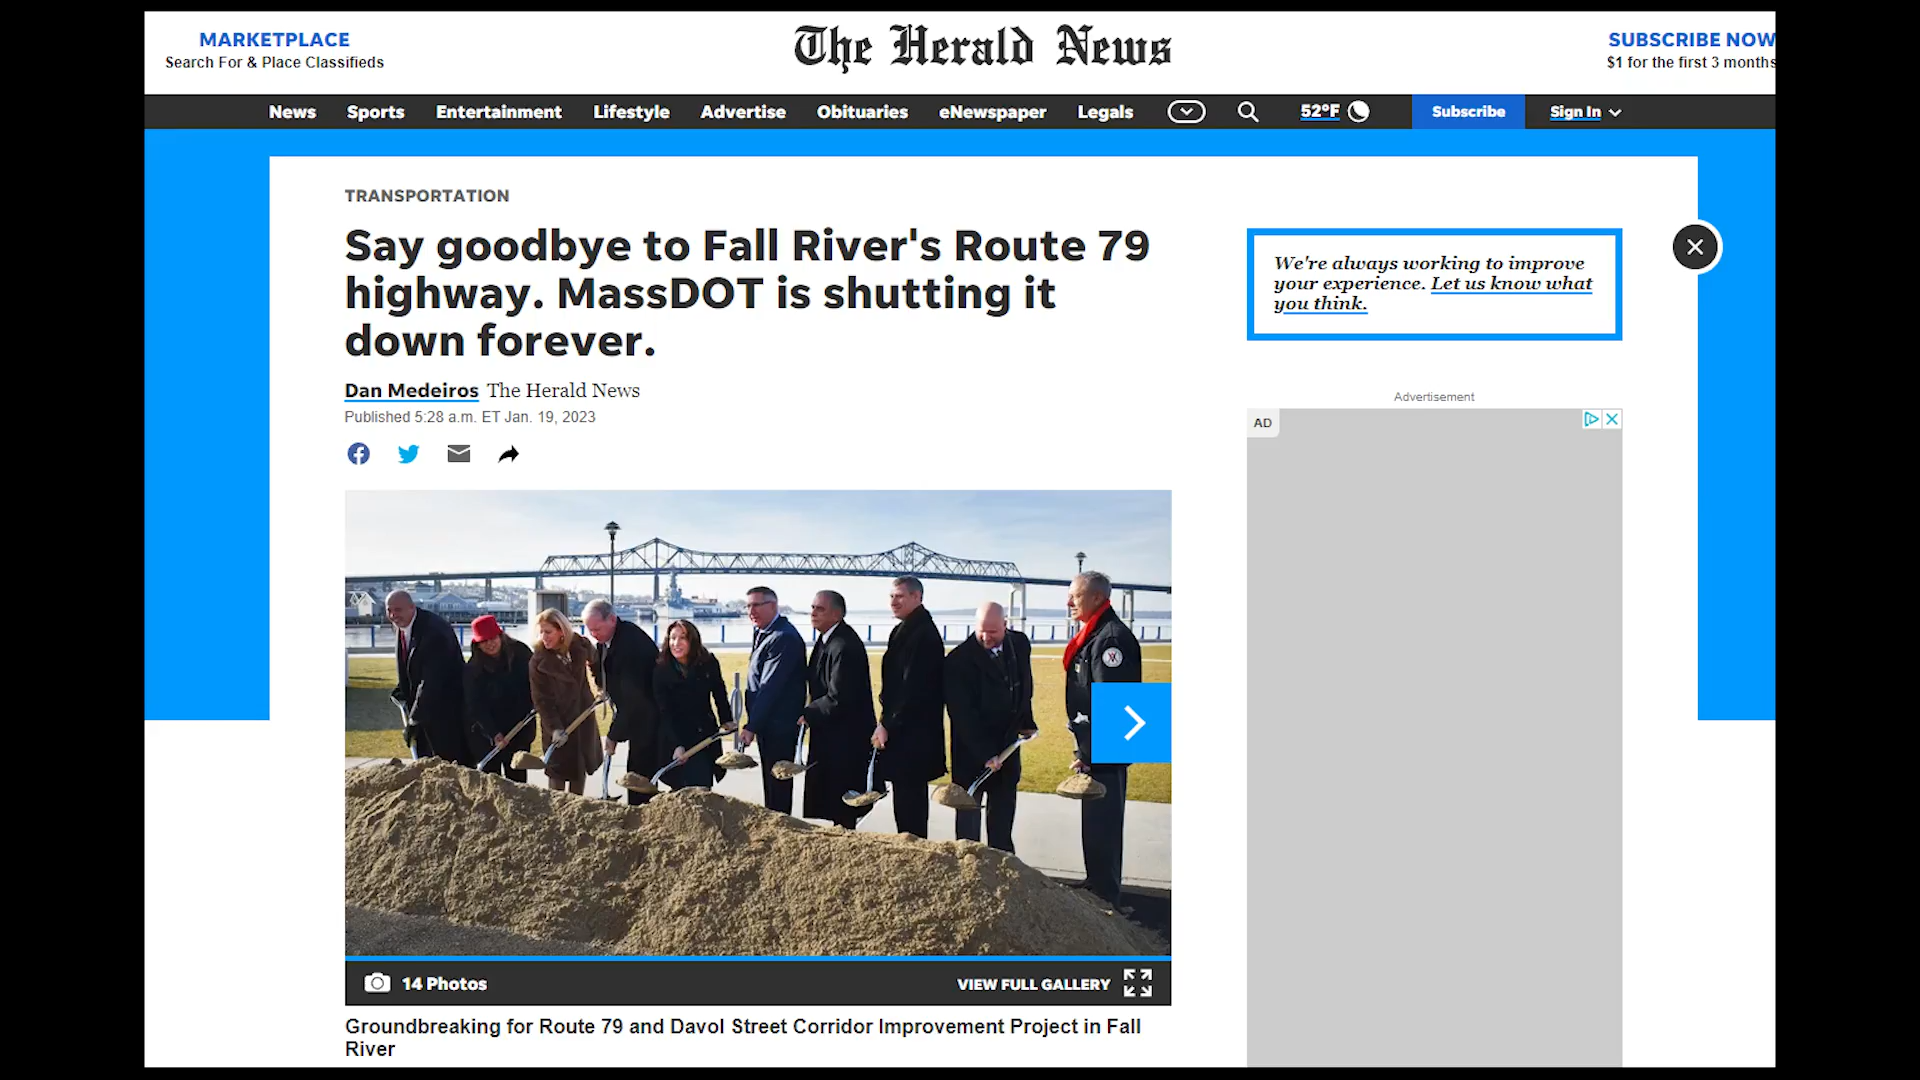 MARKETPLACE
Search For & Place Classifieds
The Herald News
SUBSCRIBE NOW
$1 for the first 3 months
News Sports Entertainment Lifestyle Advertise Obituaries eNewspaper Legals 52°F Subscribe Sign In
TRANSPORTATION
Say goodbye to Fall River's Route 79
highway. MassDOT is shutting it
down forever.
Dan Medeiros The Herald News
Published 5:28 a.m. ET Jan. 19, 2023
We're always working to improve
your experience. Let us know what
you think.
Advertisement
AD
14 Photos
VIEW FULL GALLERY
Groundbreaking for Route 79 and Davol Street Corridor Improvement Project in Fall
River